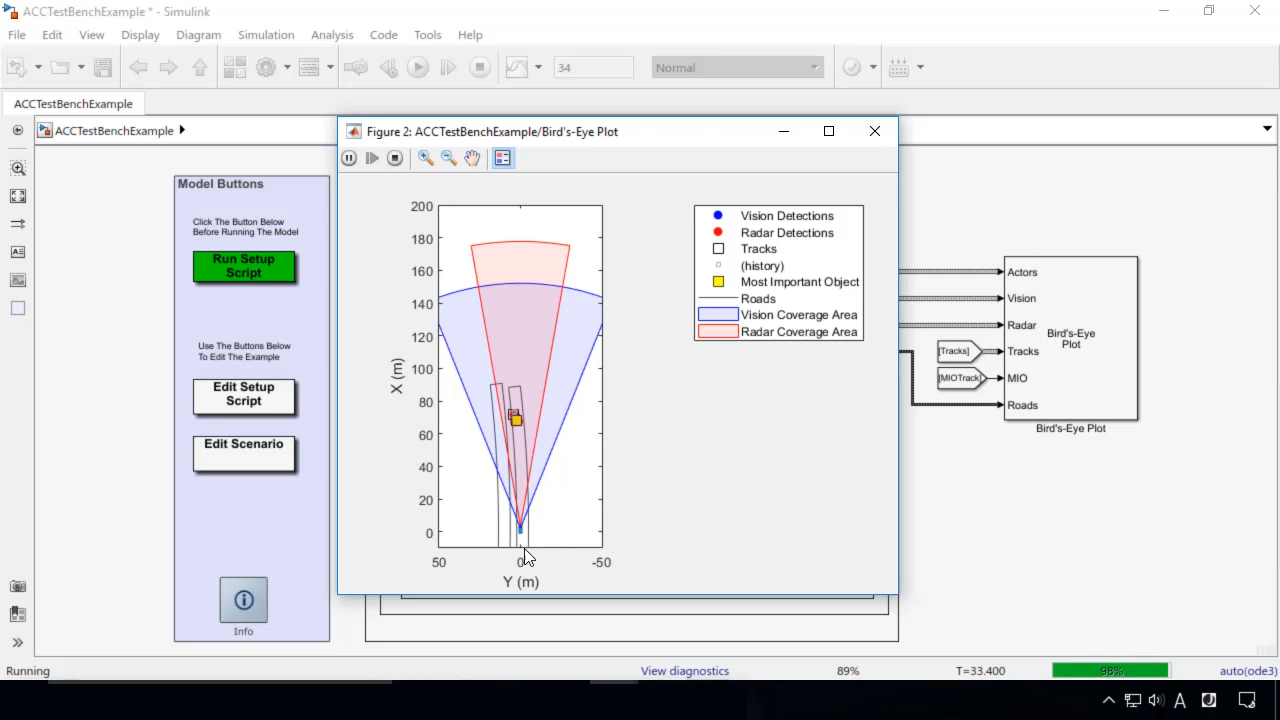 ACCTestBenchExample * - Simulink
File Edit View Display Diagram Simulation Analysis Code Tools Help
34
Normal
ACCTestBenchExample
ACCTestBenchExample
Model Buttons
Click The Button Below
Before Running The Model
Run Setup
Script
Use The Buttons Below
To Edit The Example
Edit Setup
Script
Edit Scenario
Info
Figure 2: ACCTestBenchExample/Bird's-Eye Plot
200
180
160
140
120
100
80
60
40
20
0
X (m)
50 0 -50
Y (m)
Vision Detections
Radar Detections
Tracks
(history)
Most Important Object
Roads
Vision Coverage Area
Radar Coverage Area
Actors
Vision
Radar
[Tracks] Tracks
[MIOTrack] MIO
Roads
Bird's-Eye
Plot
Bird's-Eye Plot
Running View diagnostics 89% T=33.400 98% auto(ode3)
A